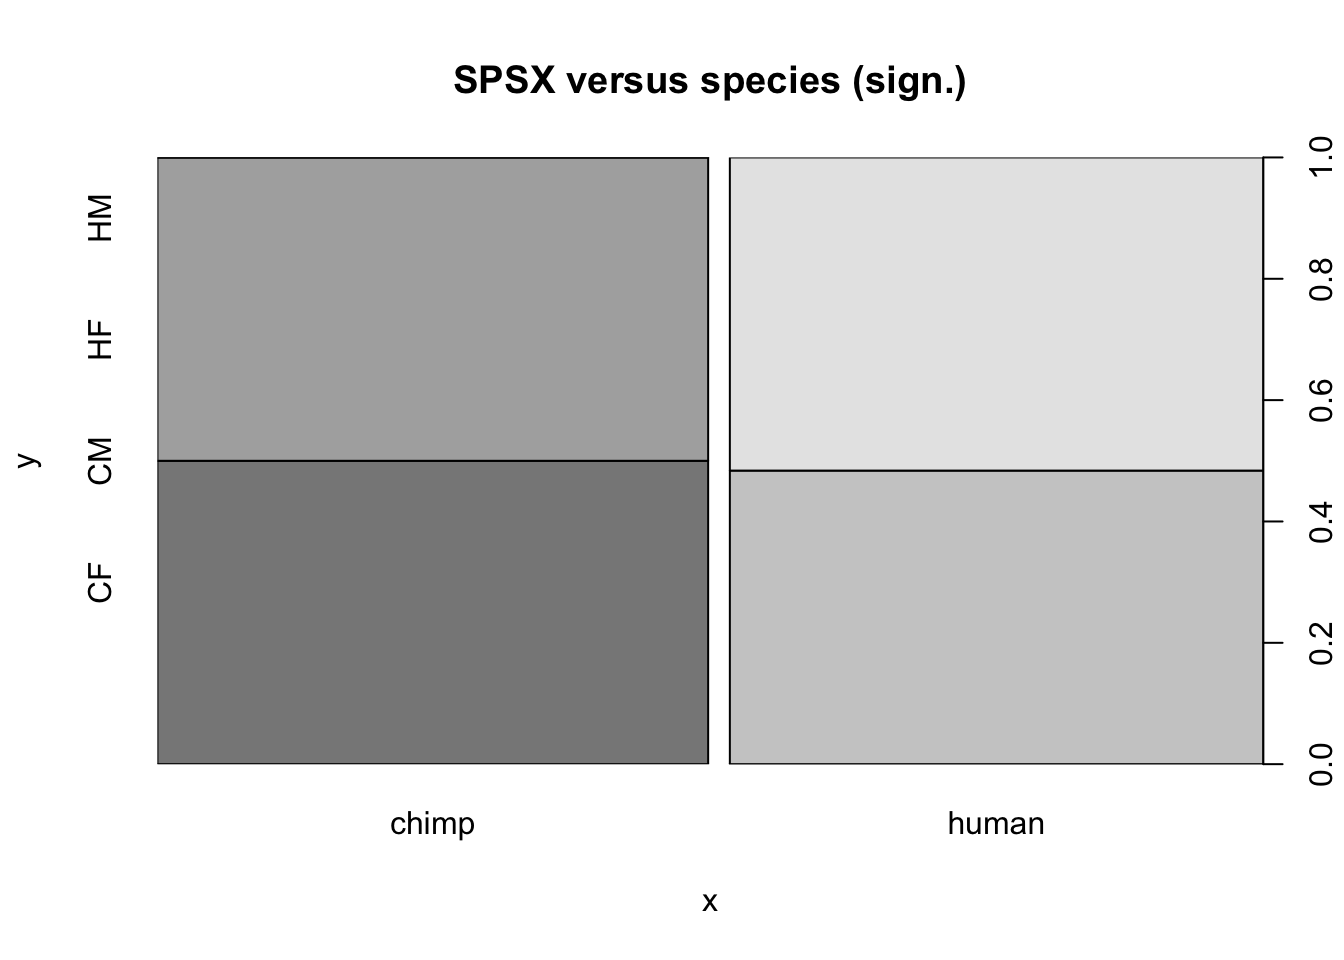 SPSX versus species (sign.)
HM
HF
CM
CF
y
1.0
0.8
0.6
0.4
0.2
0.0
chimp
human
x